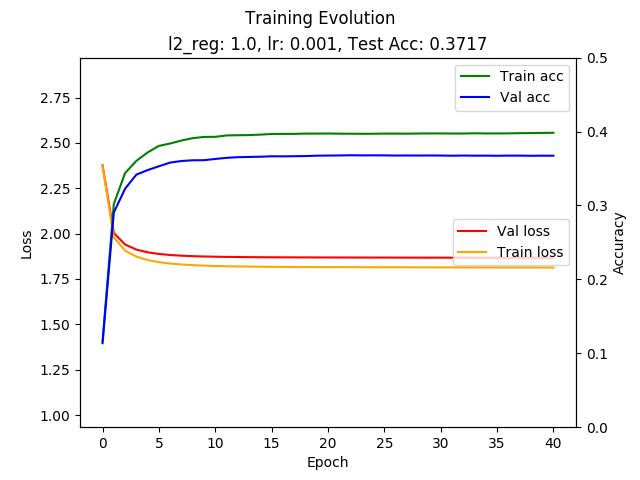 Training Evolution
l2_reg: 1.0, lr: 0.001, Test Acc: 0.3717
Train acc
Val acc
Val loss
Train loss
Loss
2.75
2.50
2.25
2.00
1.75
1.50
1.25
1.00
0.5
0.4
0.3
0.2
0.1
0.0
Accuracy
0 5 10 15 20 25 30 35 40
Epoch